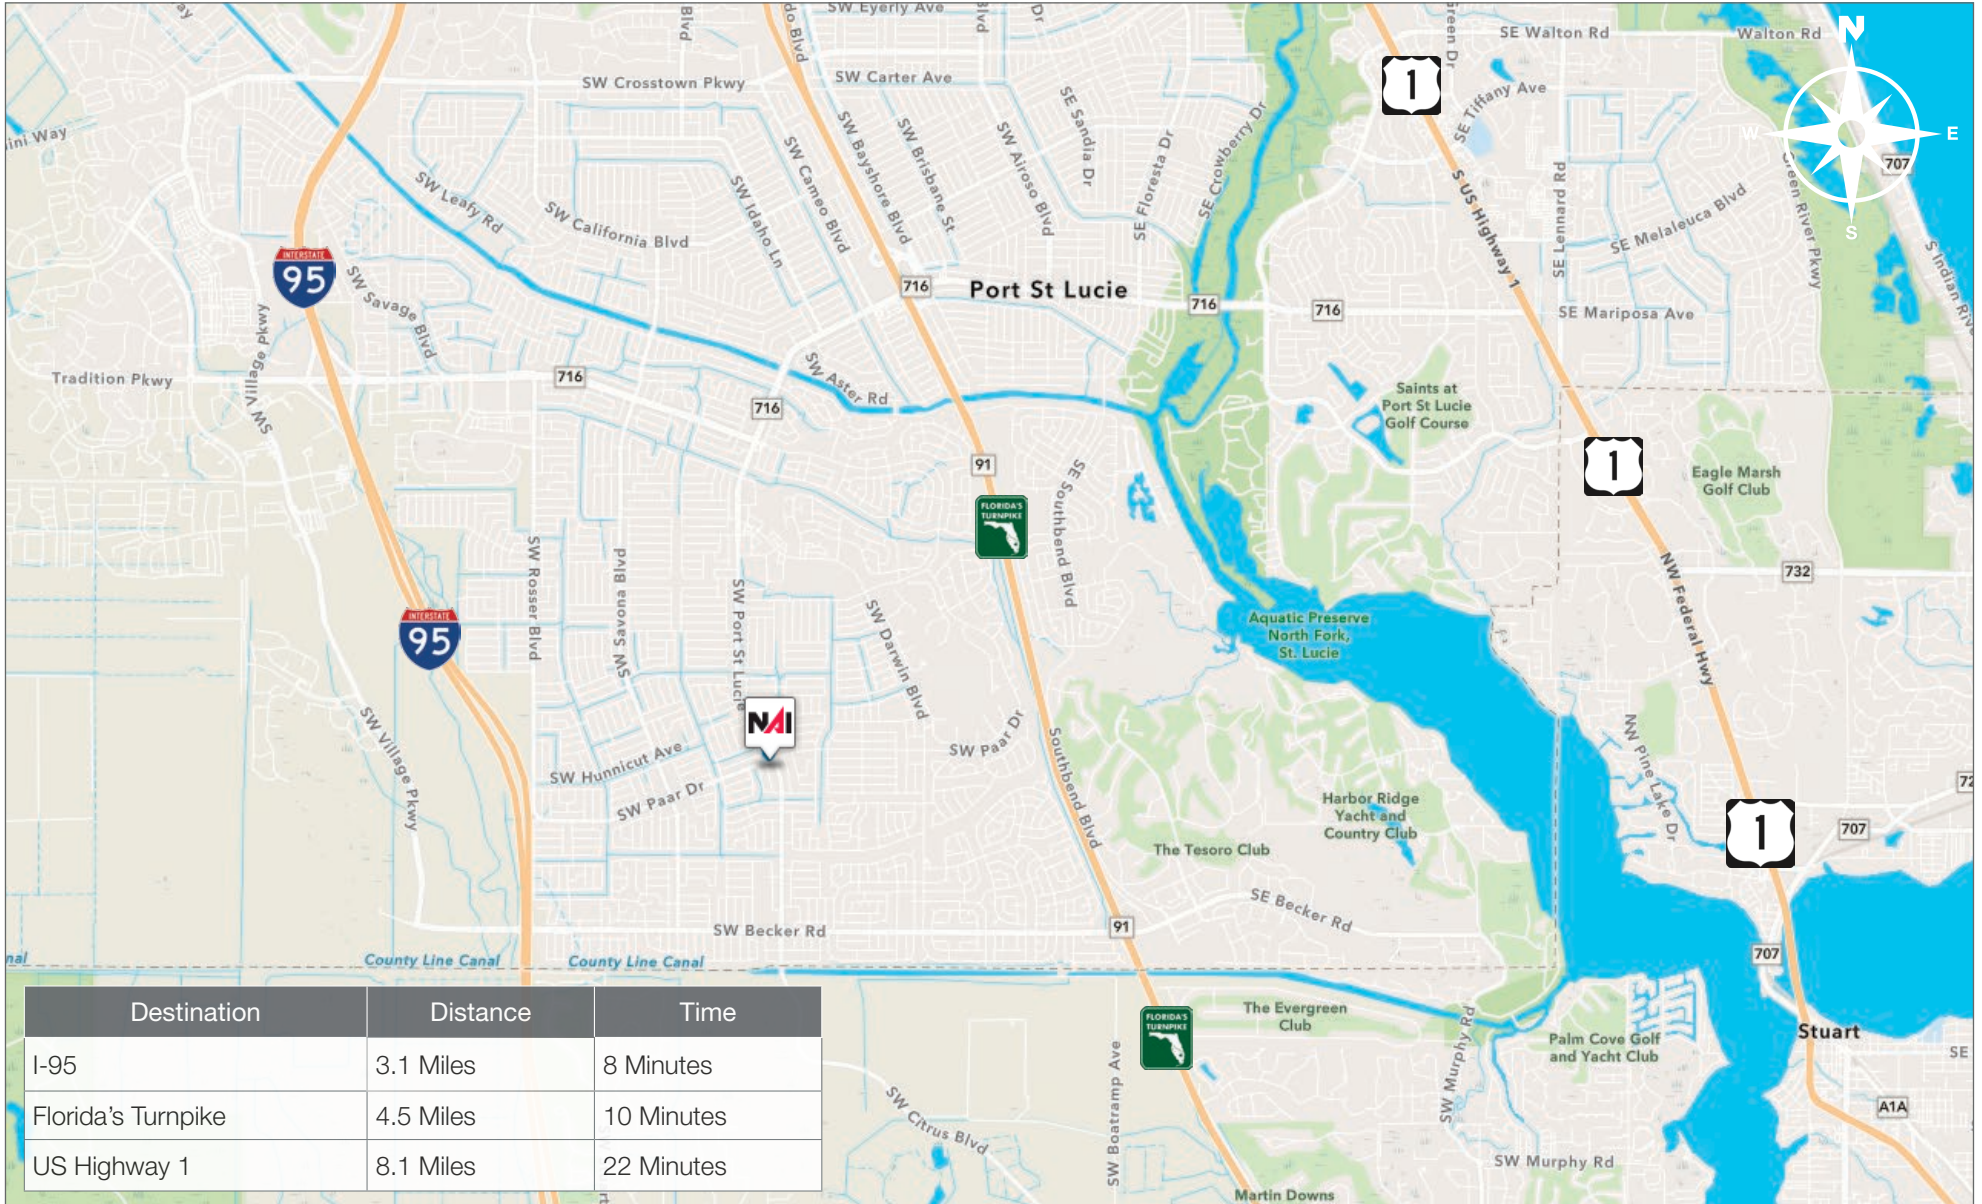 SW Eyerly Ave
Blvd
Blvd
Dr
SE Walton Rd
Walton Rd
N
SW Crosstown Pkwy
SW Carter Ave
1
SE Tiffany Ave
SE Sandia Dr
SE Crowberry Dr
W
E
S
707
SW Bayshore Blvd
SW Brisbane St
SW Airoso Blvd
SE Floresta Dr
SW Cameo Blvd
SW Idaho Ln
SW Leafy Rd
SW California Blvd
S US Highway 1
SE Lennard Rd
SE Melaleuca Blvd
Green River Pkwy
INTERSTATE
95
SW Savage Blvd
716
Port St Lucie
716
716
SE Mariposa Ave
SW Village Pkwy
Tradition Pkwy
716
SW Aster Rd
716
Saints at
Port St Lucie
Golf Course
91
1
Eagle Marsh
Golf Club
FLORIDA'S
TURNPIKE
SE Southbend Blvd
SW Rosser Blvd
SW Savona Blvd
SW Port St Lucie
SW Darwin Blvd
732
NW Federal Hwy
INTERSTATE
95
Aquatic Preserve
North Fork,
St. Lucie
NAI
SW Village Pkwy
SW Hunnicut Ave
SW Paar Dr
SW Paar Dr
Southbend Blvd
NW Pine Lake Dr
Harbor Ridge
Yacht and
Country Club
The Tesoro Club
1
707
SE Becker Rd
SW Becker Rd
91
County Line Canal
County Line Canal
707
The Evergreen
Club
FLORIDA'S
TURNPIKE
SW Murphy Rd
Palm Cove Golf
and Yacht Club
Stuart
SE
A1A
SW Citrus Blvd
SW Boatramp Ave
SW Murphy Rd
Martin Downs
Destination Distance Time
I-95 3.1 Miles 8 Minutes
Florida's Turnpike 4.5 Miles 10 Minutes
US Highway 1 8.1 Miles 22 Minutes